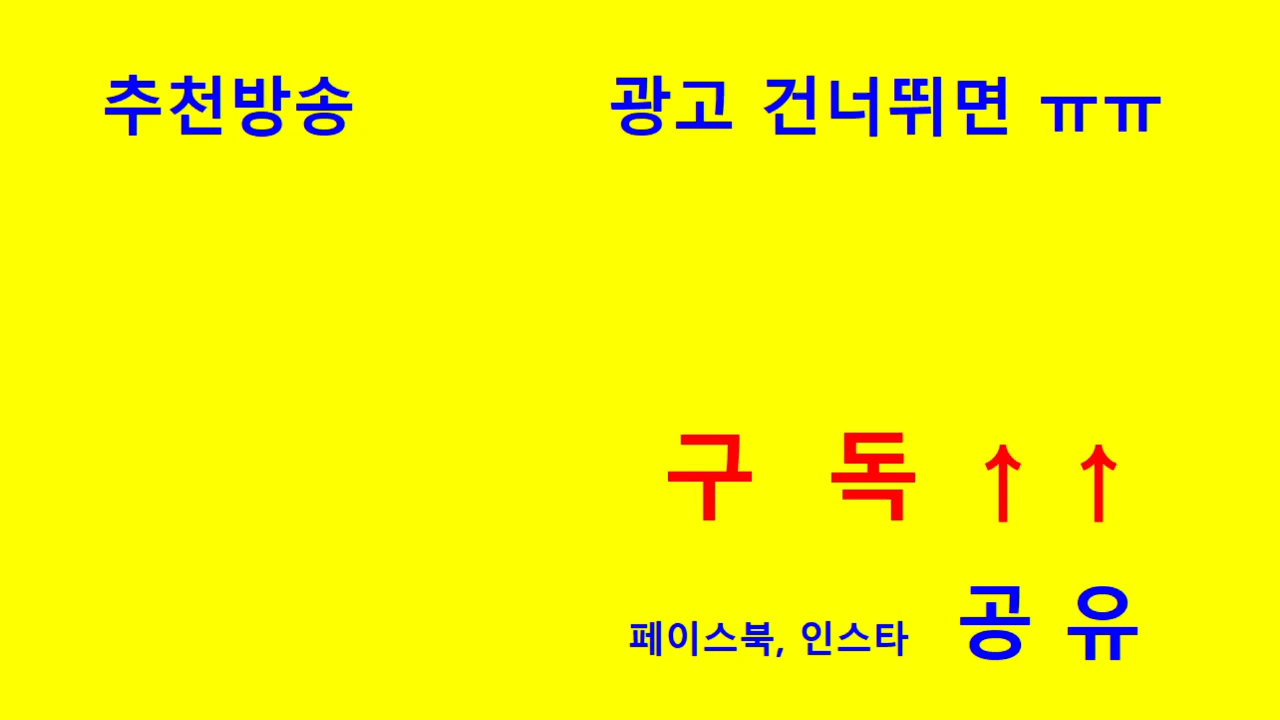 추천방송
광고 건너뛰면 ㅠㅠ
구 독 ↑ ↑
페이스북, 인스타 공 유